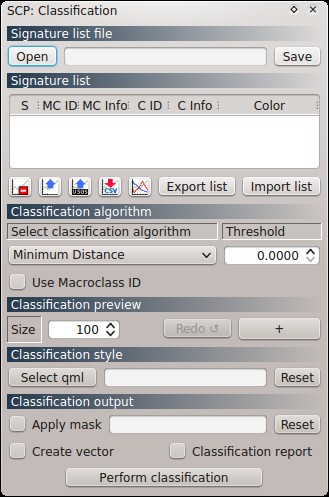 SCP: Classification
Signature list file
Open Save
Signature list
S MC ID MC Info C ID C Info Color
USGS CSV Export list Import list
Classification algorithm
Select classification algorithm Threshold
Minimum Distance 0.0000
Use Macroclass ID
Classification preview
Size 100 Redo ↺ +
Classification style
Select qml Reset
Classification output
Apply mask Reset
Create vector Classification report
Perform classification